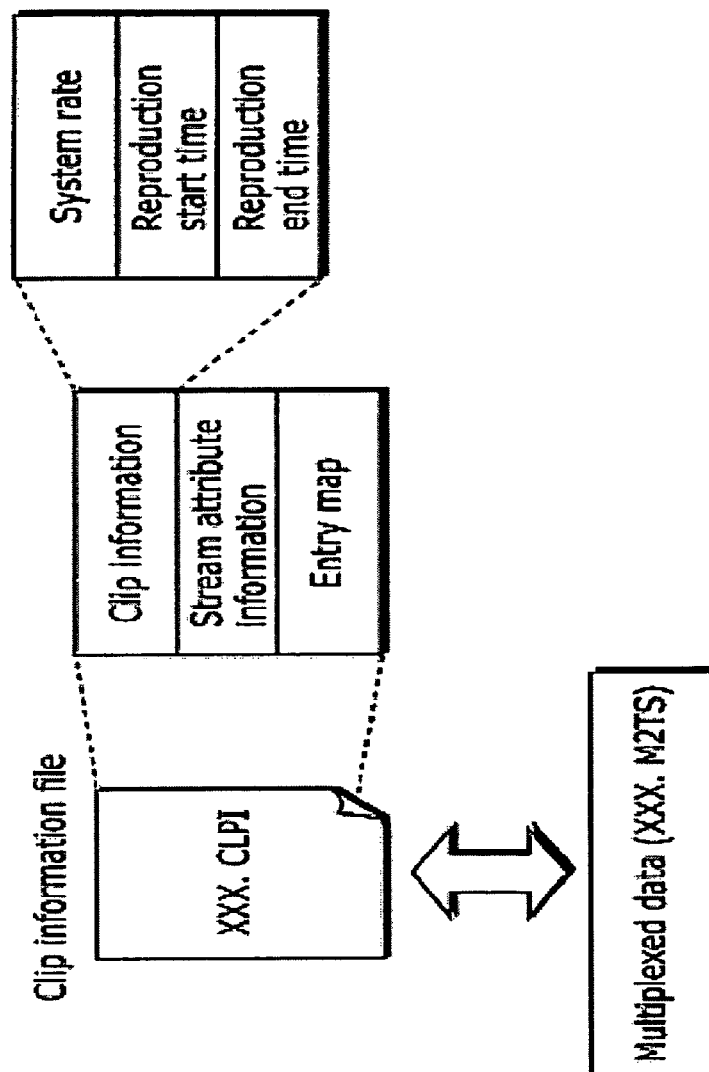 Clip information file
XXX. CLPI
Clip Information
Stream attribute
information
Entry map
System rate
Reproduction
start time
Reproduction
end time
Multiplexed data (XXX. M2TS)